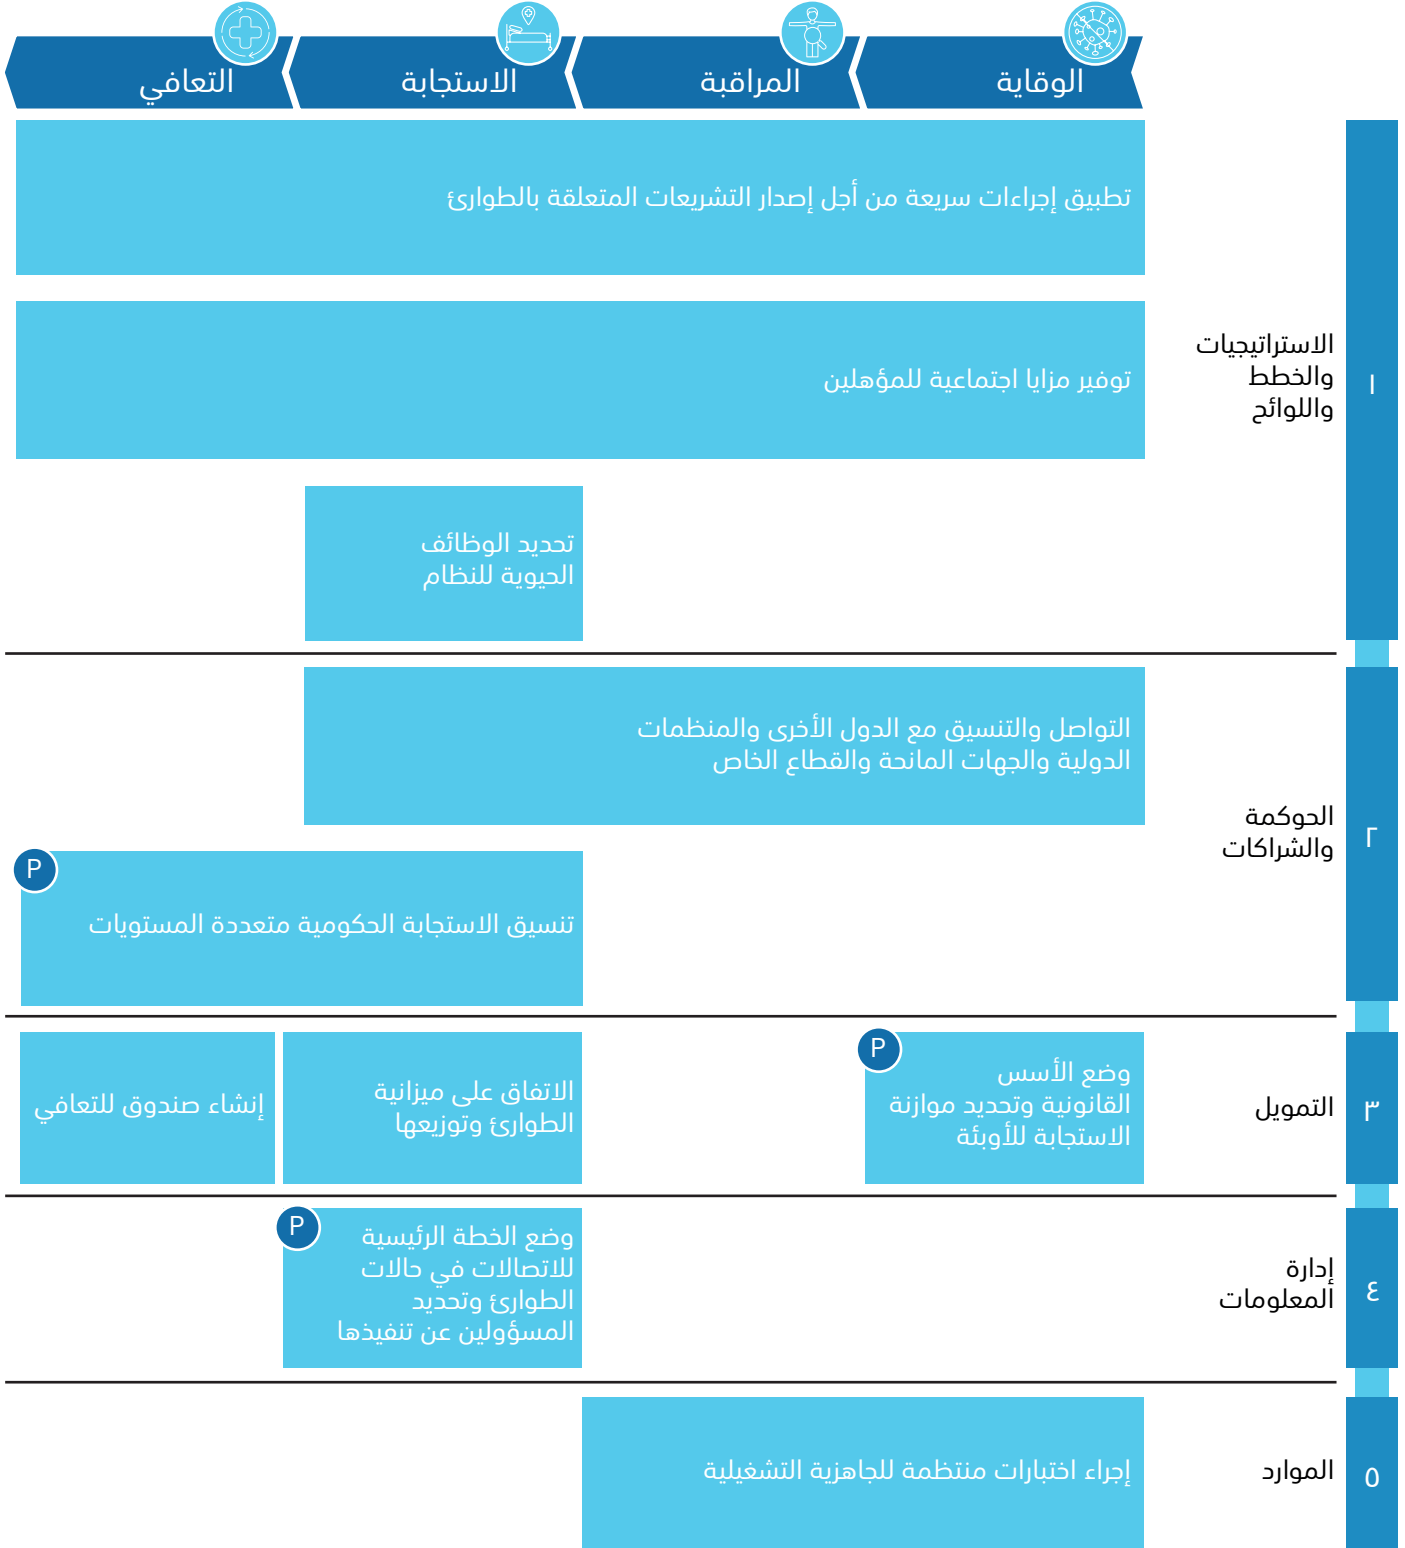 الوقاية
المراقبة
الاستجابة
التعافي
١
الاستراتيجيات
والخطط
واللوائح
تطبيق إجراءات سريعة من أجل إصدار التشريعات المتعلقة بالطوارئ
توفير مزايا اجتماعية للمؤهلين
تحديد الوظائف
الحيوية للنظام
٢
الحوكمة
والشراكات
التواصل والتنسيق مع الدول الأخرى والمنظمات
الدولية والجهات المانحة والقطاع الخاص
P
تنسيق الاستجابة الحكومية متعددة المستويات
٣
التمويل
P
وضع الأسس
القانونية وتحديد موازنة
الاستجابة للأوبئة
الاتفاق على ميزانية
الطوارئ وتوزيعها
إنشاء صندوق للتعافي
٤
إدارة
المعلومات
P
وضع الخطة الرئيسية
للاتصالات في حالات
الطوارئ وتحديد
المسؤولين عن تنفيذها
٥
الموارد
إجراء اختبارات منتظمة للجاهزية التشغيلية